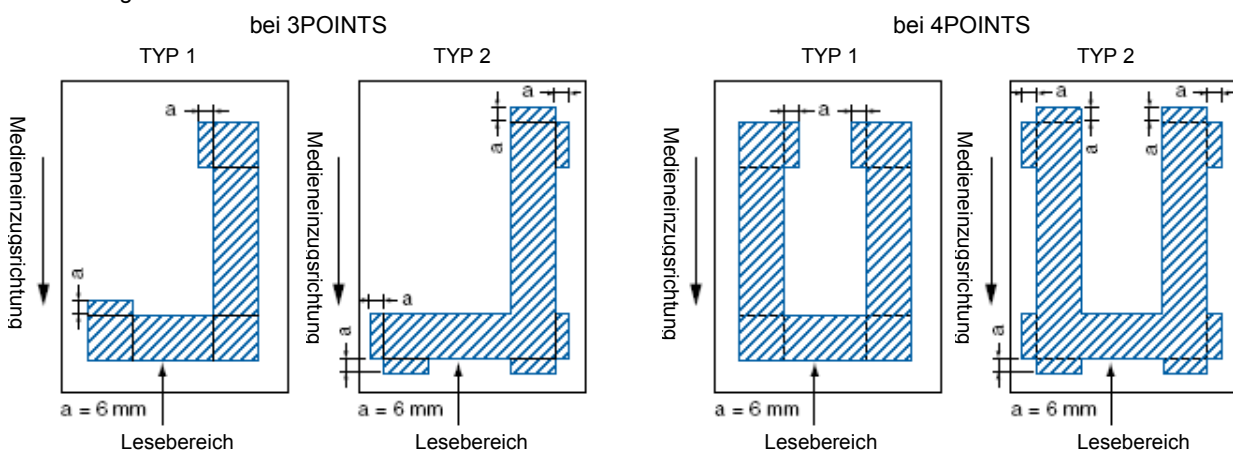 bei 3POINTS
bei 4POINTS
TYP 1
TYP 2
TYP 1
TYP 2
a
a
a
a
a
a
a
a
a
a
a
a
a
Medieneinzugsrichtung
Medieneinzugsrichtung
Medieneinzugsrichtung
Medieneinzugsrichtung
a = 6 mm
a = 6 mm
a = 6 mm
a = 6 mm
Lesebereich
Lesebereich
Lesebereich
Lesebereich